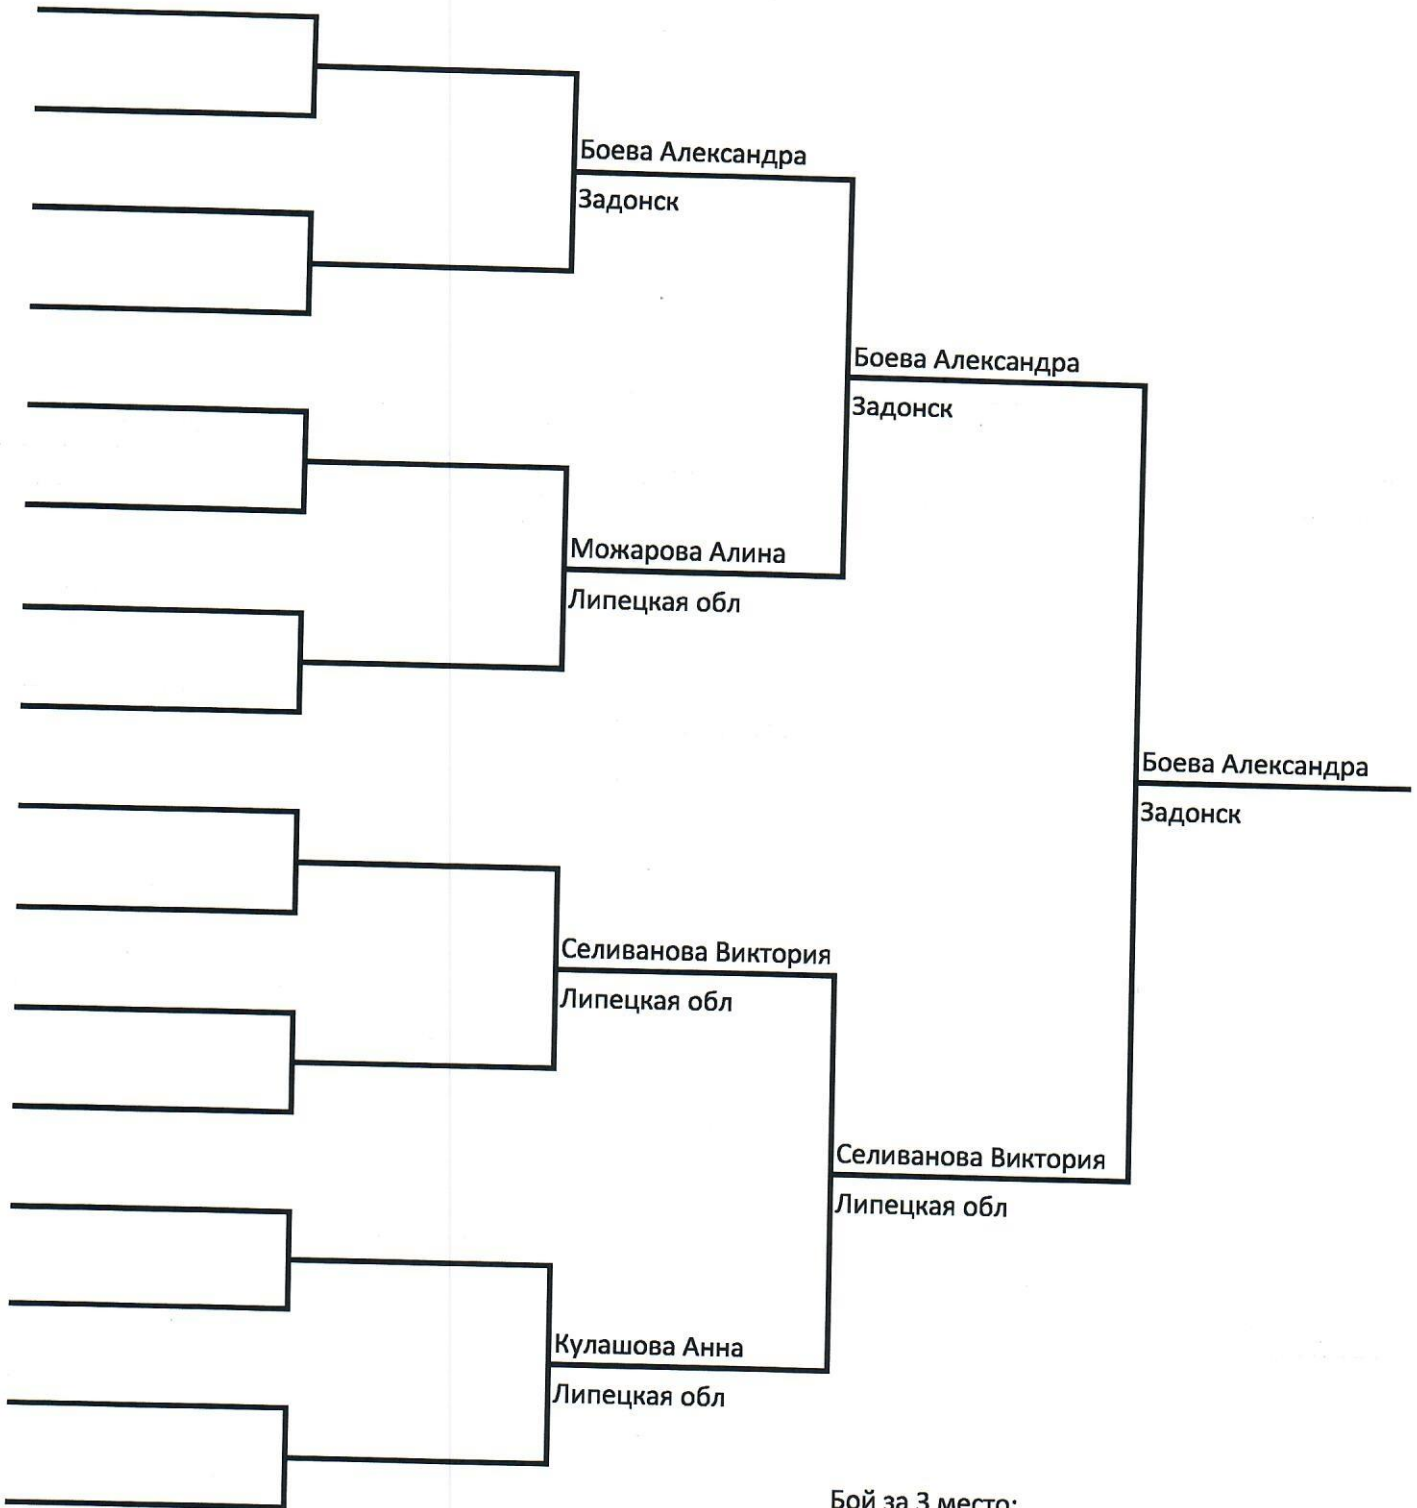 Боева Александра
Задонск
Боева Александра
Задонск
Можарова Алина
Липецкая обл
Боева Александра
Задонск
Селиванова Виктория
Липецкая обл
Селиванова Виктория
Липецкая обл
Кулашова Анна
Липецкая обл
Бой за 3 место: